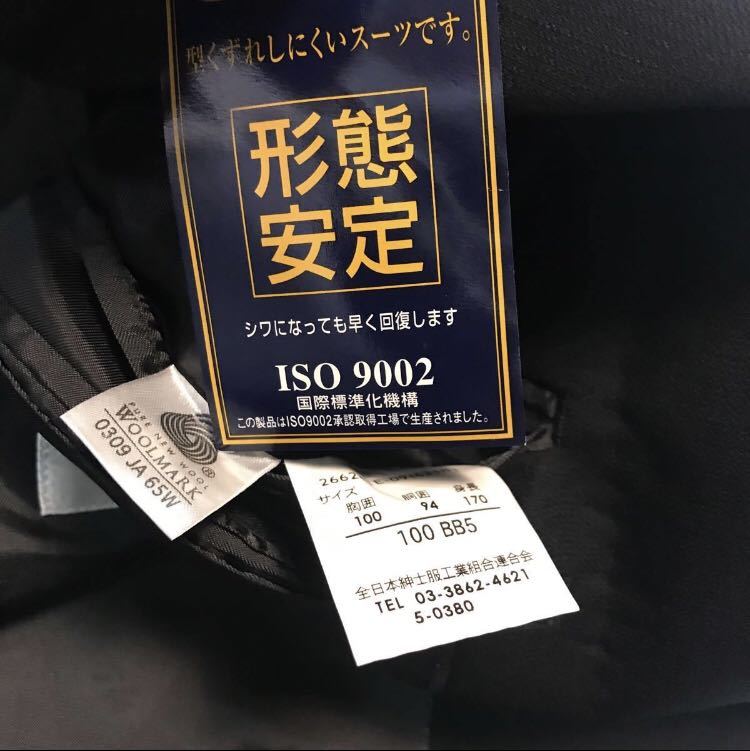 型くずれしにくいスーツです。
形態
安定
シワになっても早く回復します
ISO 9002
国際標準化機構
この製品はISO9002承認取得工場で生産されました。
PURE NEW WOOL
WOOLMARK
0309 JA 65W
2662
サイズ
胸囲 胴囲 身長
100 94 170
100 BB5
全日本紳士服工業組合連合会
TEL 03-3862-4621
5-0380